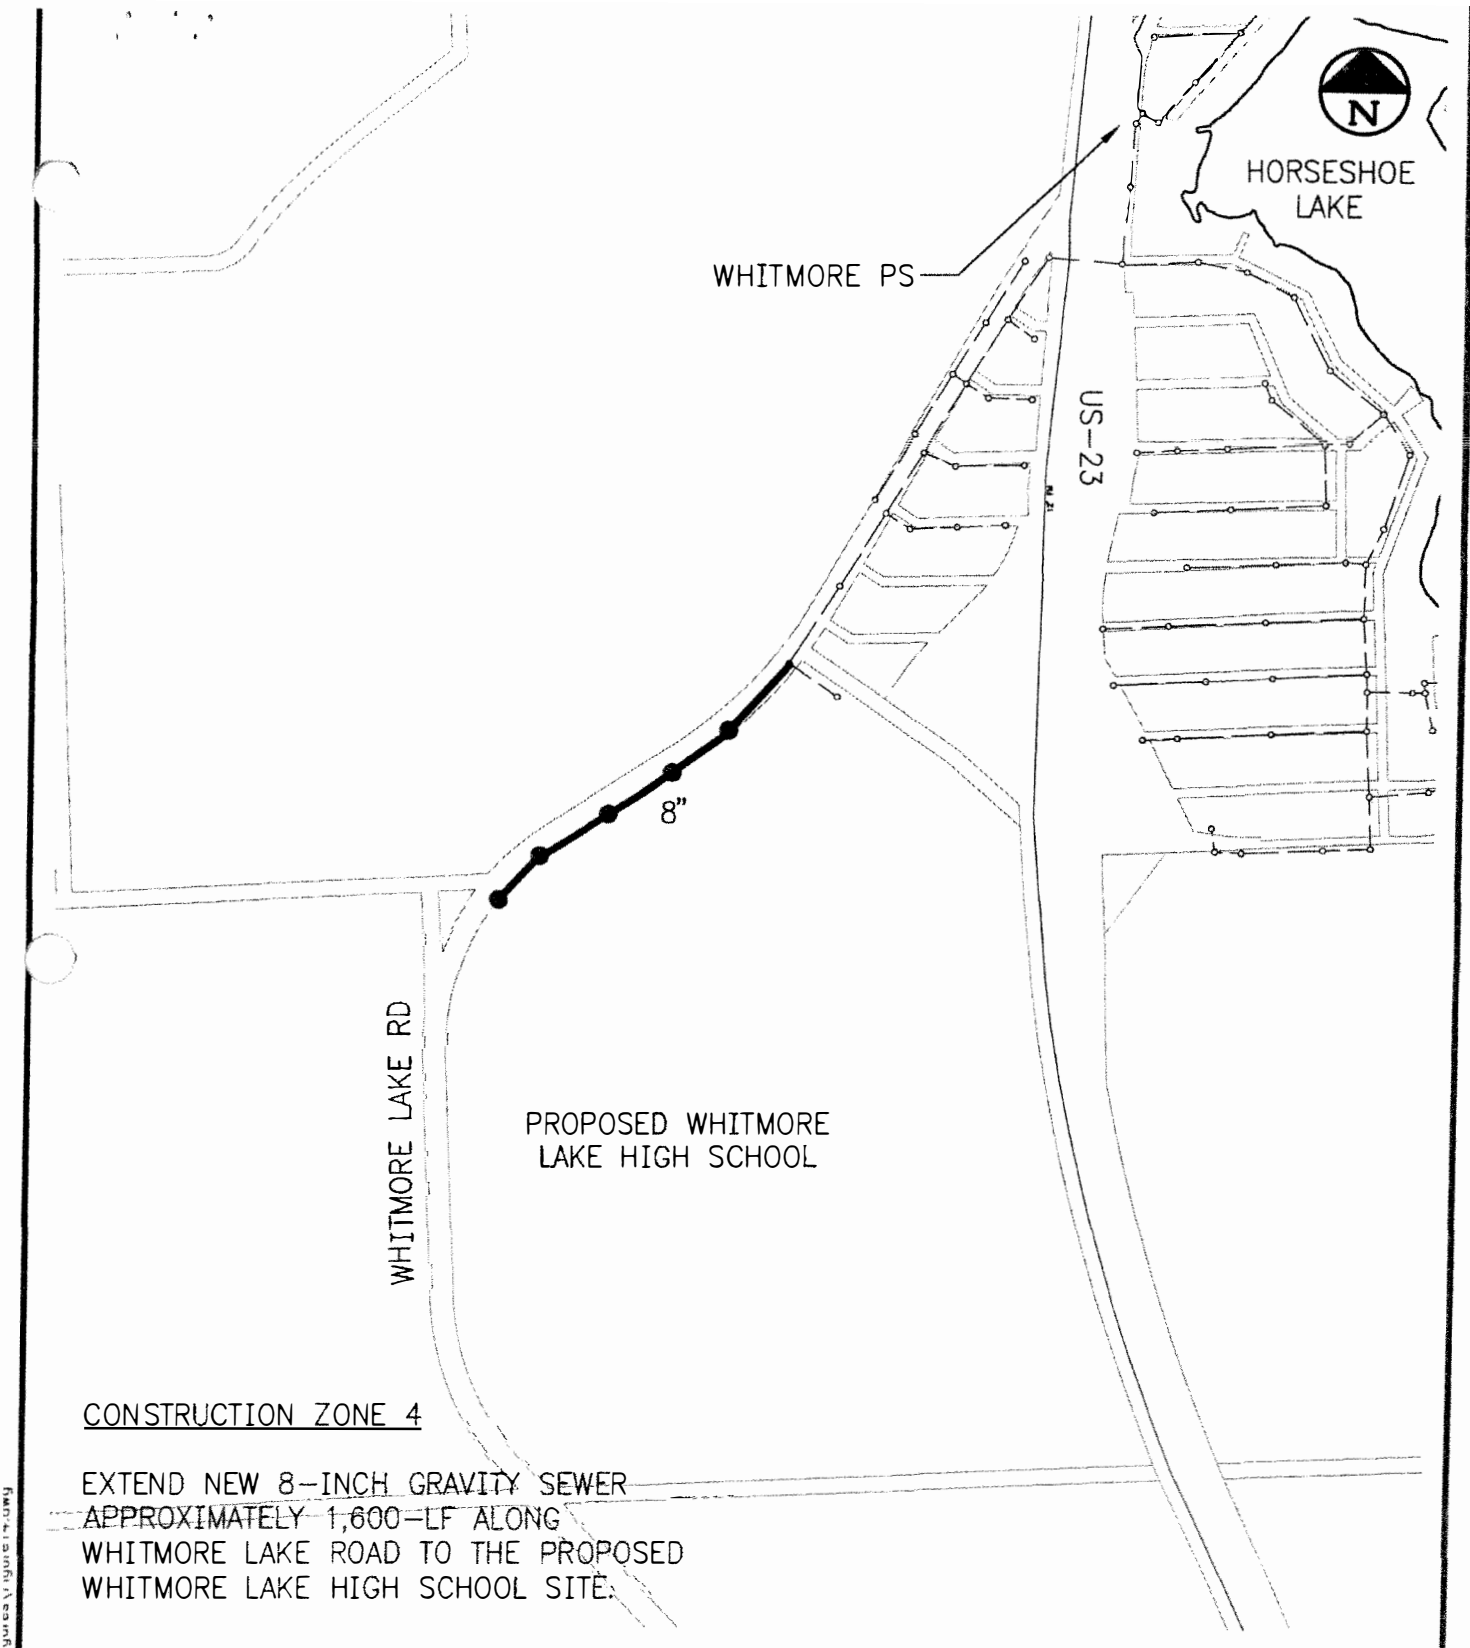 N
HORSESHOE
LAKE
WHITMORE PS
US-23
8"
WHITMORE LAKE RD
PROPOSED WHITMORE
LAKE HIGH SCHOOL
CONSTRUCTION ZONE 4
EXTEND NEW 8-INCH GRAVITY SEWER
APPROXIMATELY 1,600-LF ALONG
WHITMORE LAKE ROAD TO THE PROPOSED
WHITMORE LAKE HIGH SCHOOL SITE.